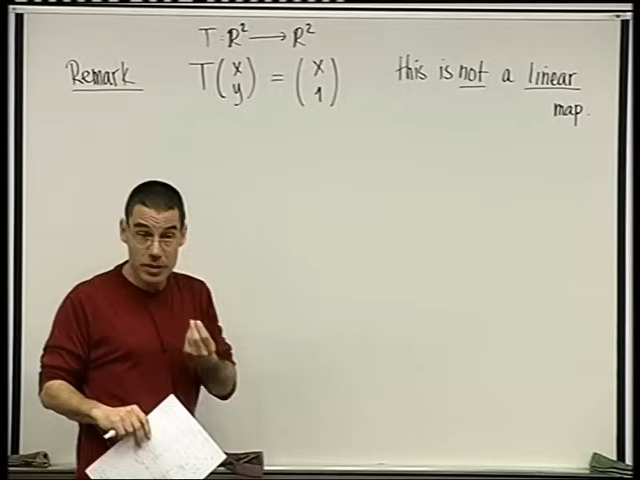 T : R² → R²
Remark T(x y) = (x 1) this is not a linear
map.